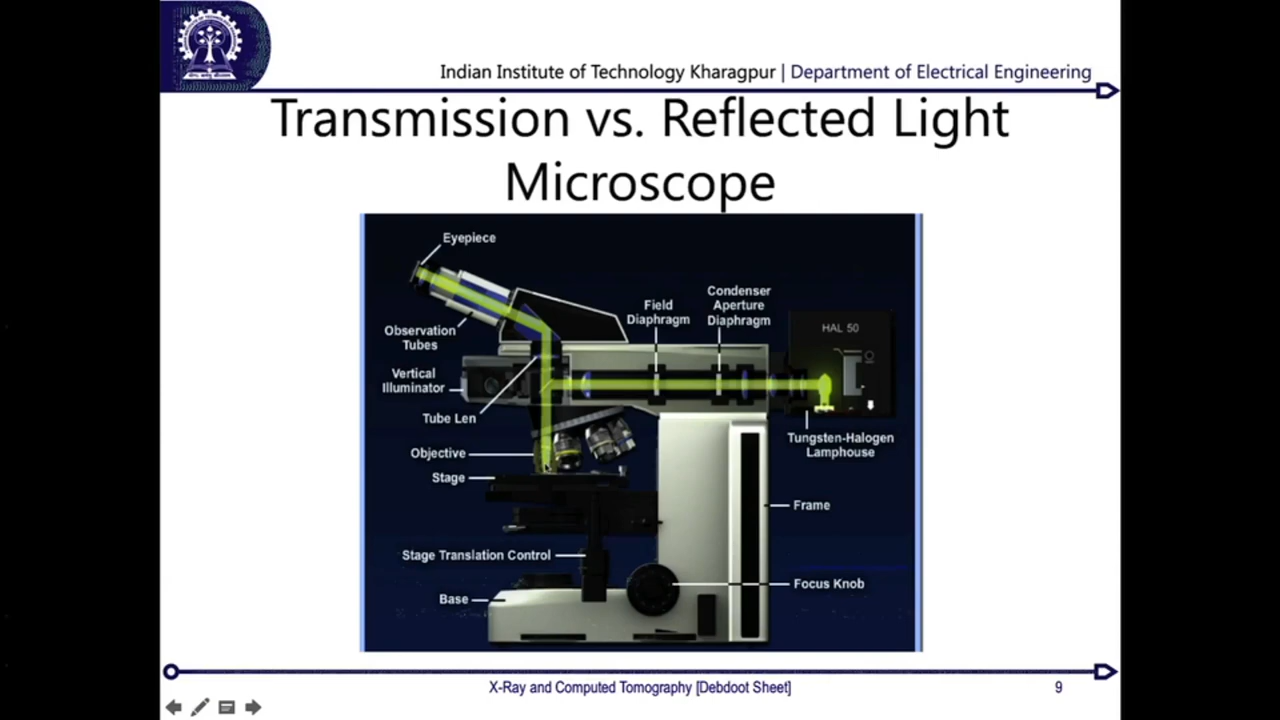 Indian Institute of Technology Kharagpur | Department of Electrical Engineering
Transmission vs. Reflected Light
Microscope
Eyepiece
Observation
Tubes
Vertical
Illuminator
Tube Len
Objective
Stage
Stage Translation Control
Base
Field
Diaphragm
Condenser
Aperture
Diaphragm
HAL 50
Tungsten-Halogen
Lamphouse
Frame
Focus Knob
X-Ray and Computed Tomography [Debdoot Sheet]
9